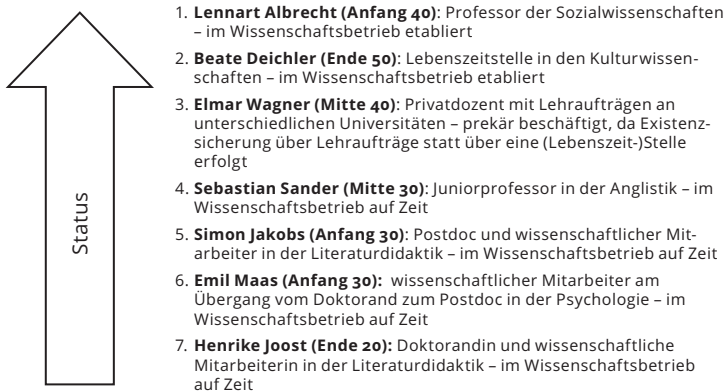 1. Lennart Albrecht (Anfang 40): Professor der Sozialwissenschaften
– im Wissenschaftsbetrieb etabliert
2. Beate Deichler (Ende 50): Lebenszeitstelle in den Kulturwissen-
schaften – im Wissenschaftsbetrieb etabliert
3. Elmar Wagner (Mitte 40): Privatdozent mit Lehraufträgen an
unterschiedlichen Universitäten – prekär beschäftigt, da Existenz-
sicherung über Lehraufträge statt über eine (Lebenszeit-)Stelle
erfolgt
4. Sebastian Sander (Mitte 30): Juniorprofessor in der Anglistik – im
Wissenschaftsbetrieb auf Zeit
5. Simon Jakobs (Anfang 30): Postdoc und wissenschaftlicher Mit-
arbeiter in der Literaturdidaktik – im Wissenschaftsbetrieb auf Zeit
6. Emil Maas (Anfang 30): wissenschaftlicher Mitarbeiter am
Übergang vom Doktorand zum Postdoc in der Psychologie – im
Wissenschaftsbetrieb auf Zeit
7. Henrike Joost (Ende 20): Doktorandin und wissenschaftliche
Mitarbeiterin in der Literaturdidaktik – im Wissenschaftsbetrieb
auf Zeit
Status